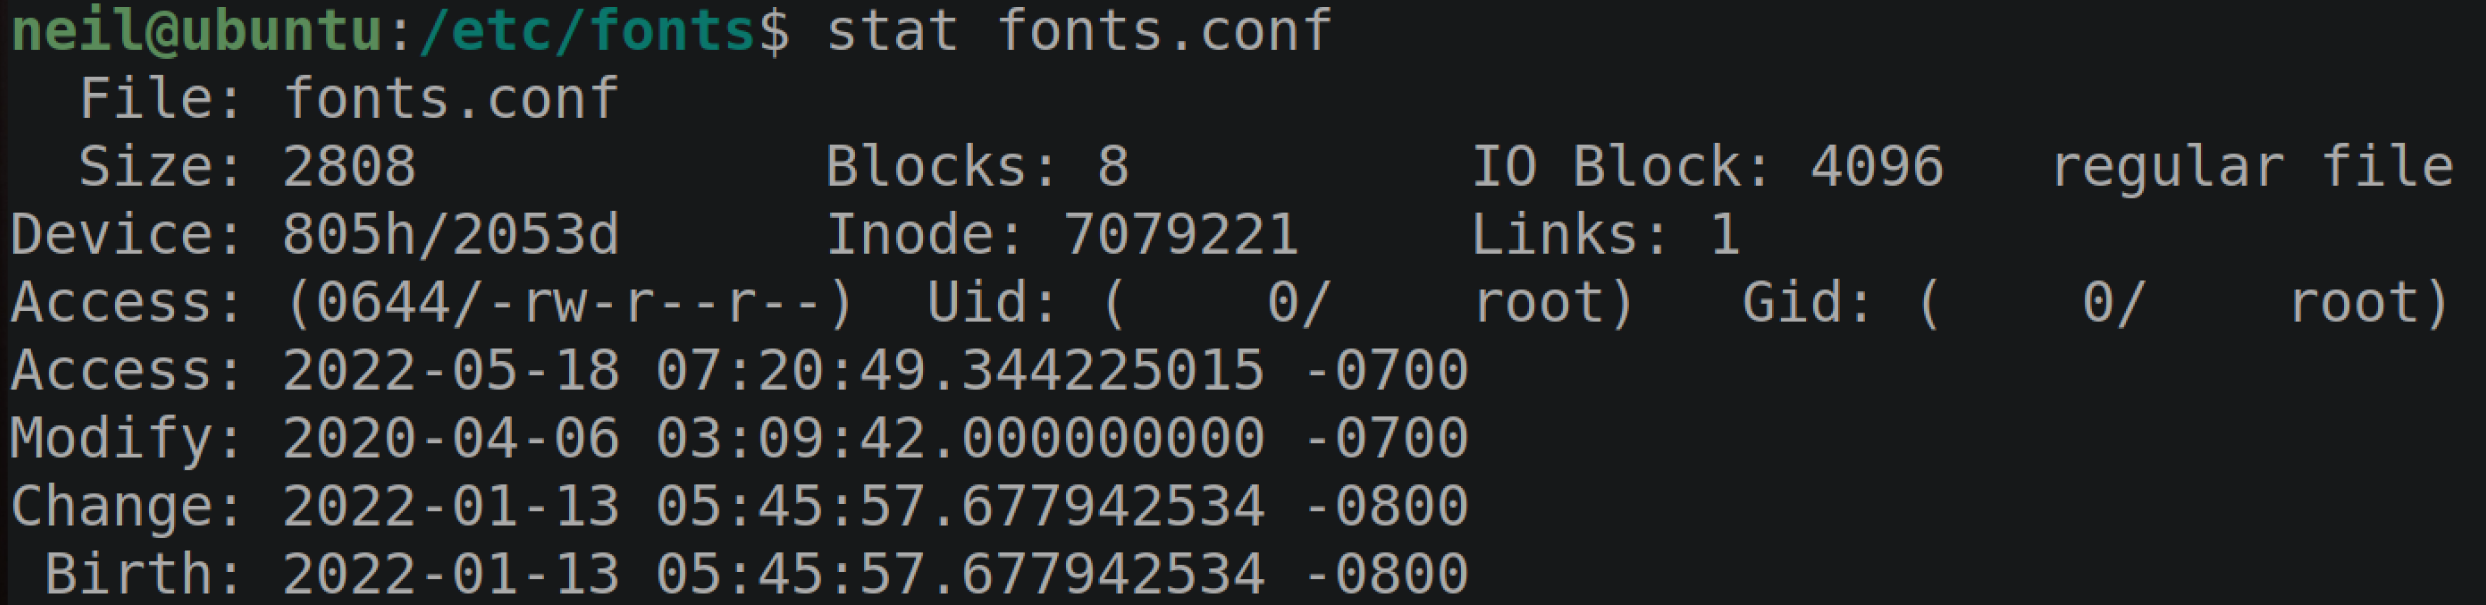 neil@ubuntu:/etc/fonts$ stat fonts.conf
  File: fonts.conf
  Size: 2808            Blocks: 8          IO Block: 4096   regular file
Device: 805h/2053d      Inode: 7079221     Links: 1
Access: (0644/-rw-r--r--)  Uid: (    0/    root)   Gid: (    0/    root)
Access: 2022-05-18 07:20:49.344225015 -0700
Modify: 2020-04-06 03:09:42.000000000 -0700
Change: 2022-01-13 05:45:57.677942534 -0800
 Birth: 2022-01-13 05:45:57.677942534 -0800